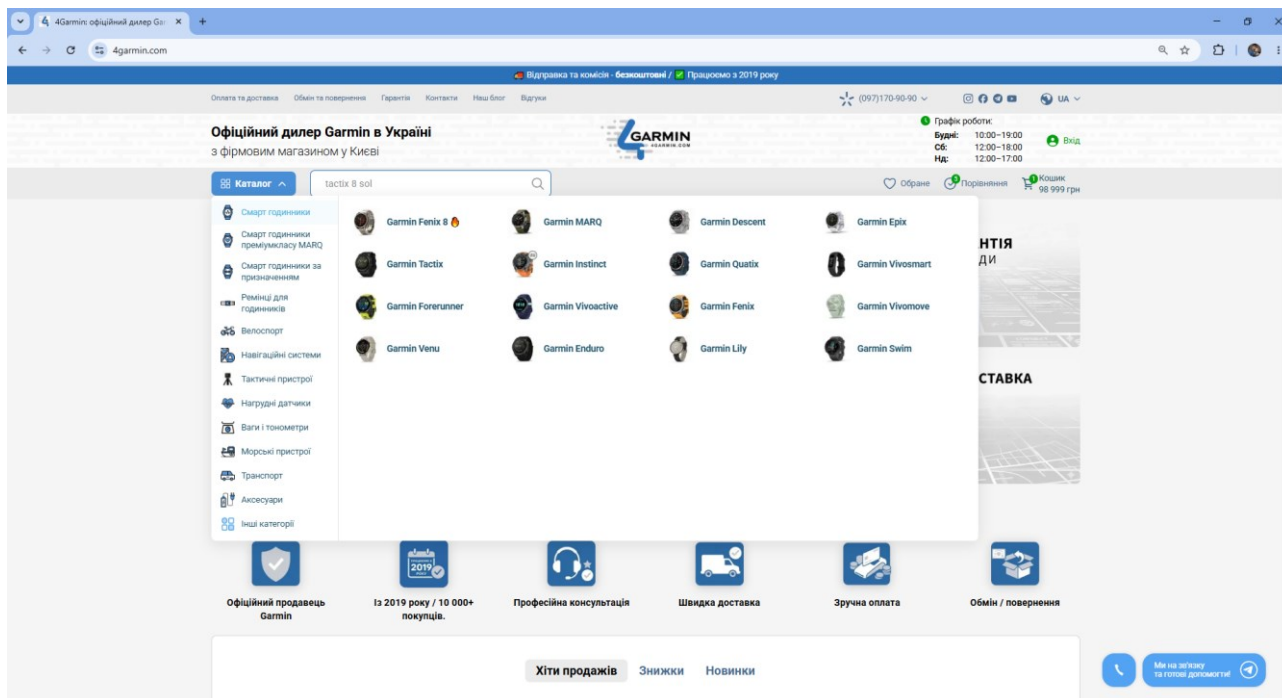 4Garmin: офіційний дилер Gar
4garmin.com
Відправка та комісія - безкоштовні / Працюємо з 2019 року
Оплата та доставка Обмін та повернення Гарантія Контакти Наш блог Відгуки (097)170-90-90 UA
Офіційний дилер Garmin в Україні
з фірмовим магазином у Києві
4GARMIN
4GARMIN.COM
Графік роботи:
Будні: 10:00–19:00
Сб: 12:00–18:00
Нд: 12:00–17:00
Вхід
Каталог tactix 8 sol Обране 1 Порівняння 1 Кошик
98 999 грн
Смарт годинники
Смарт годинники
преміумкласу MARQ
Смарт годинники за
призначенням
Ремінці для
годинників
Велоспорт
Навігаційні системи
Тактичні пристрої
Нагрудні датчики
Ваги і тонометри
Морські пристрої
Транспорт
Аксесуари
Інші категорії
Garmin Fenix 8 Garmin MARQ Garmin Descent Garmin Epix
Garmin Tactix Garmin Instinct Garmin Quatix Garmin Vivosmart
Garmin Forerunner Garmin Vivoactive Garmin Fenix Garmin Vivomove
Garmin Venu Garmin Enduro Garmin Lily Garmin Swim
НТІЯ
ДИ
СТАВКА
2019
Офіційний продавець
Garmin
Із 2019 року / 10 000+
покупців.
Професійна консультація
Швидка доставка
Зручна оплата
Обмін / повернення
Хіти продажів Знижки Новинки
Ми на зв'язку
та готові допомогти!